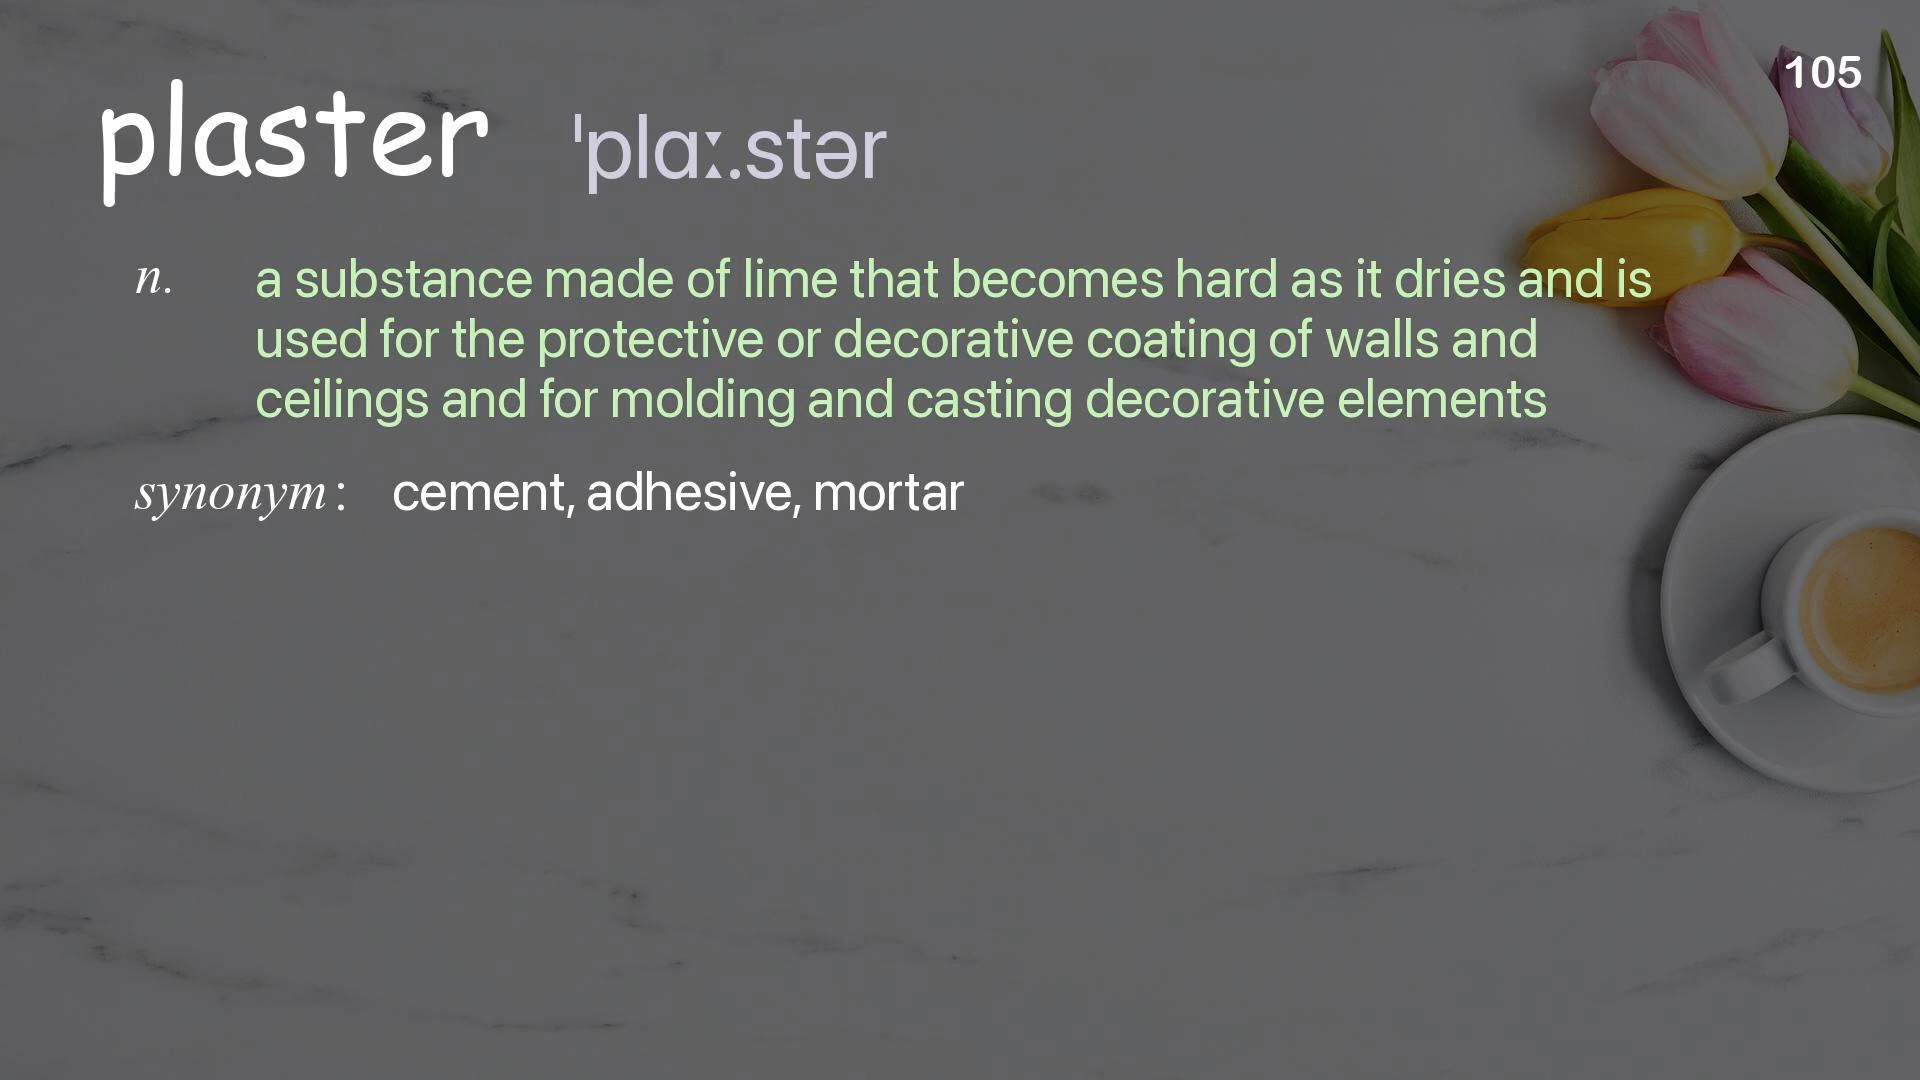 105
plaster ˈplɑː.stər
n. a substance made of lime that becomes hard as it dries and is
used for the protective or decorative coating of walls and
ceilings and for molding and casting decorative elements
synonym : cement, adhesive, mortar